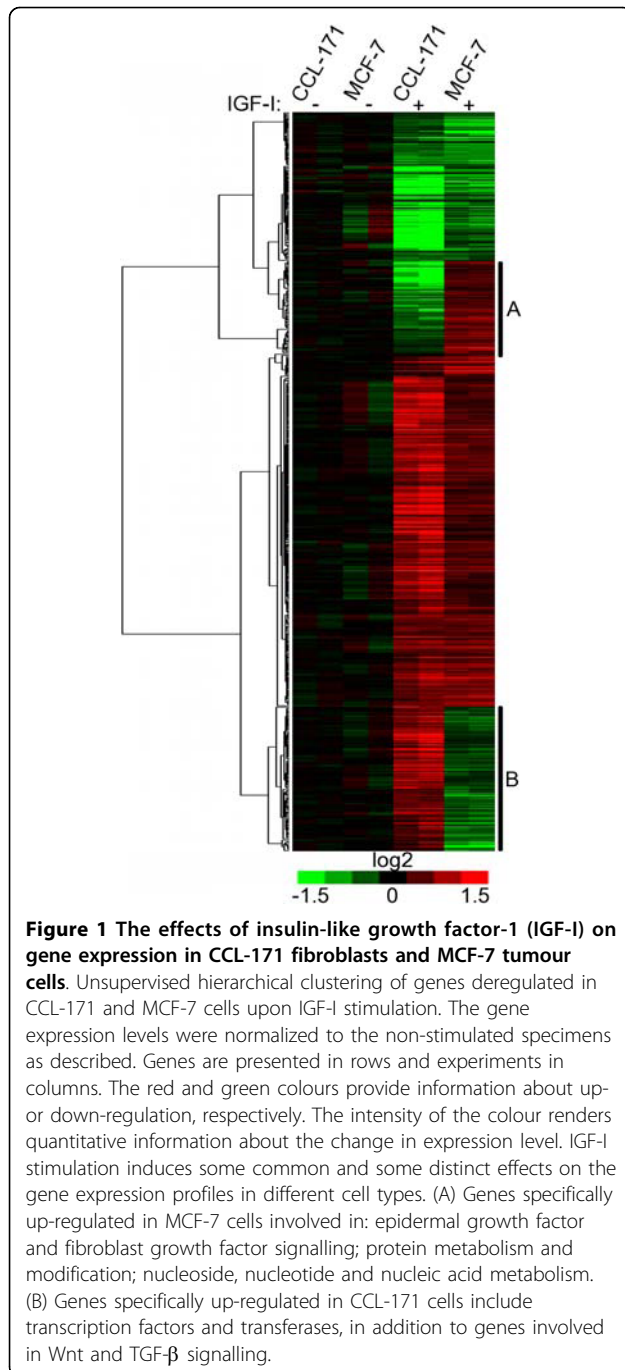 CCL-171 MCF-7 CCL-171 MCF-7
IGF-I: - - + +
A
B
log2
-1.5 0 1.5
Figure 1 The effects of insulin-like growth factor-1 (IGF-I) on
gene expression in CCL-171 fibroblasts and MCF-7 tumour
cells. Unsupervised hierarchical clustering of genes deregulated in
CCL-171 and MCF-7 cells upon IGF-I stimulation. The gene
expression levels were normalized to the non-stimulated specimens
as described. Genes are presented in rows and experiments in
columns. The red and green colours provide information about up-
or down-regulation, respectively. The intensity of the colour renders
quantitative information about the change in expression level. IGF-I
stimulation induces some common and some distinct effects on the
gene expression profiles in different cell types. (A) Genes specifically
up-regulated in MCF-7 cells involved in: epidermal growth factor
and fibroblast growth factor signalling; protein metabolism and
modification; nucleoside, nucleotide and nucleic acid metabolism.
(B) Genes specifically up-regulated in CCL-171 cells include
transcription factors and transferases, in addition to genes involved
in Wnt and TGF-β signalling.